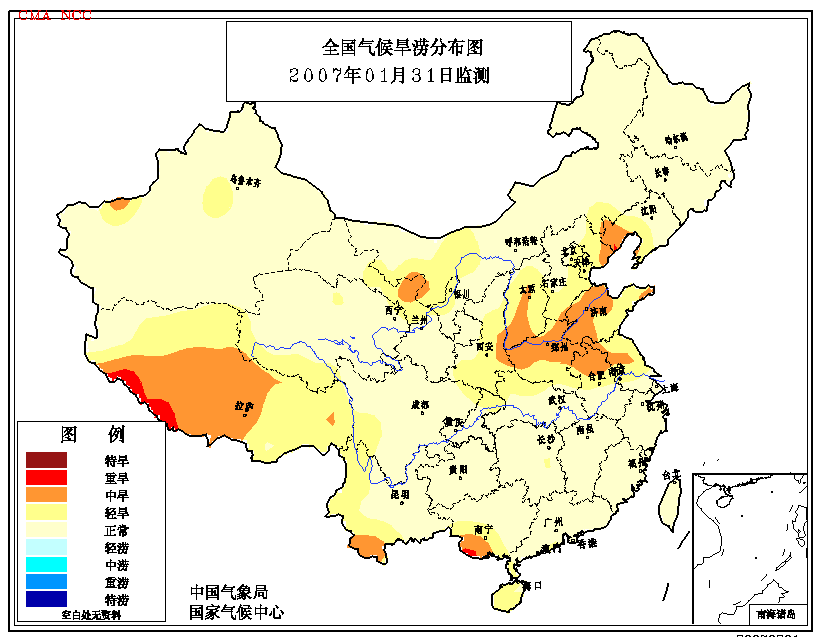 CMA NCC
全国气候旱涝分布图
2007年01月31日监测
哈尔滨
长春
乌鲁木齐
沈阳
呼和浩特
北京
天津
银川
太原
石家庄
西宁
济南
兰州
西安
郑州
合肥
南京
上海
拉萨
成都
武汉
杭州
重庆
长沙
南昌
贵阳
福州
台北
昆明
南宁
广州
澳门
香港
海口
图 例
特旱
重旱
中旱
轻旱
正常
轻涝
中涝
重涝
特涝
空白处无资料
中国气象局
国家气候中心
南海诸岛